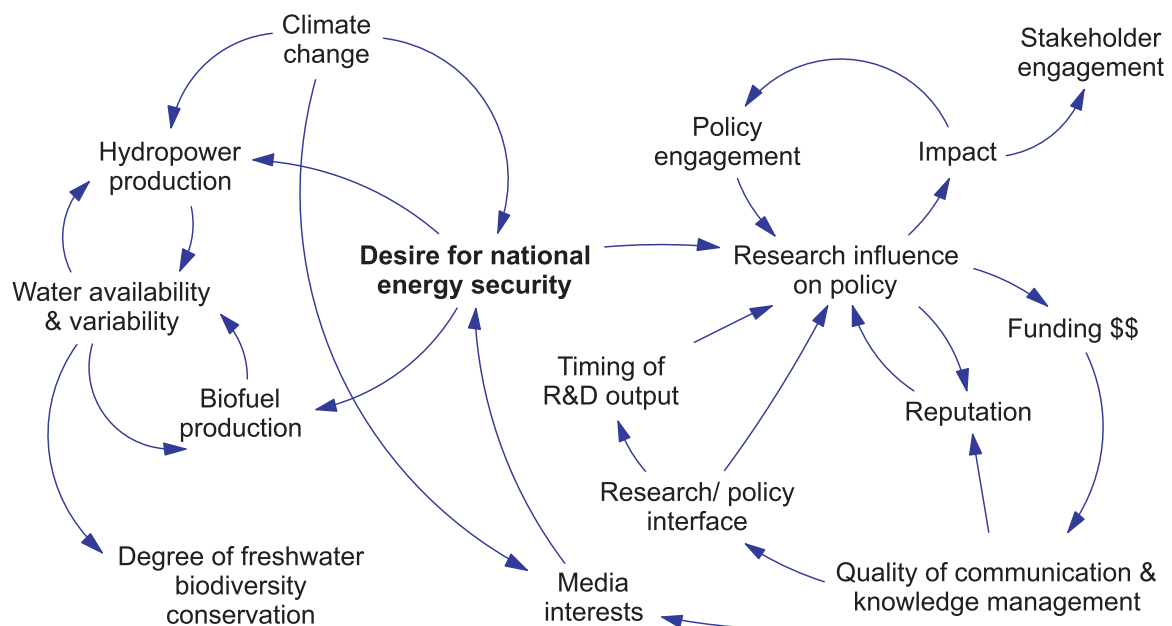 Climate
change
Stakeholder
engagement
Policy
engagement
Impact
Hydropower
production
Desire for national
energy security
Research influence
on policy
Water availability
& variability
Funding $$
Timing of
R&D output
Biofuel
production
Reputation
Research/ policy
interface
Degree of freshwater
biodiversity
conservation
Media
interests
Quality of communication &
knowledge management